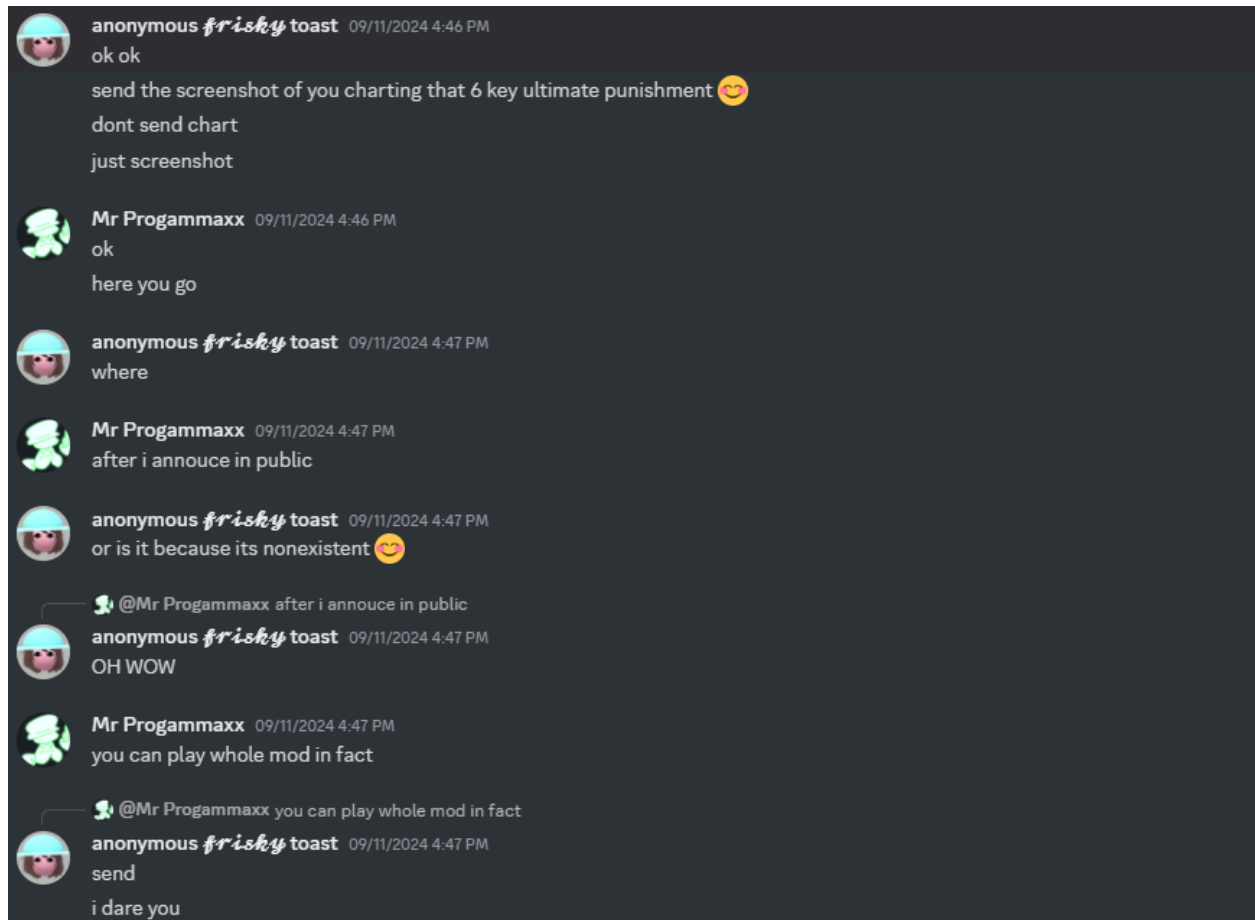 anonymous 𝒻𝓇𝒾𝓈𝓀𝓎 toast 09/11/2024 4:46 PM
ok ok
send the screenshot of you charting that 6 key ultimate punishment 😊
dont send chart
just screenshot
Mr Progammaxx 09/11/2024 4:46 PM
ok
here you go
anonymous 𝒻𝓇𝒾𝓈𝓀𝓎 toast 09/11/2024 4:47 PM
where
Mr Progammaxx 09/11/2024 4:47 PM
after i annouce in public
anonymous 𝒻𝓇𝒾𝓈𝓀𝓎 toast 09/11/2024 4:47 PM
or is it because its nonexistent 😊
@Mr Progammaxx after i annouce in public
anonymous 𝒻𝓇𝒾𝓈𝓀𝓎 toast 09/11/2024 4:47 PM
OH WOW
Mr Progammaxx 09/11/2024 4:47 PM
you can play whole mod in fact
@Mr Progammaxx you can play whole mod in fact
anonymous 𝒻𝓇𝒾𝓈𝓀𝓎 toast 09/11/2024 4:47 PM
send
i dare you